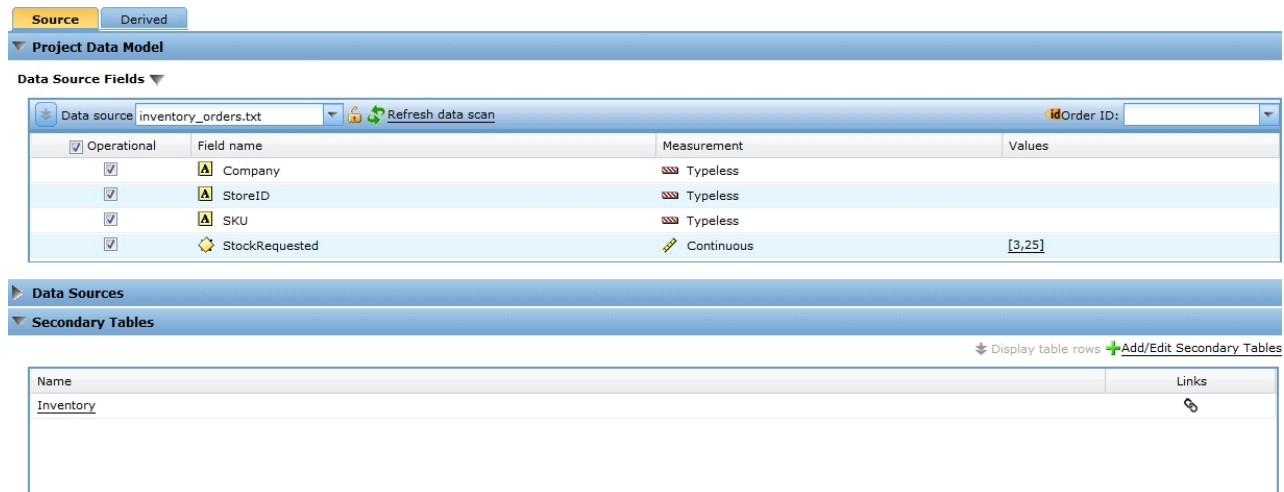 Source Derived
Project Data Model
Data Source Fields
Data source inventory_orders.txt Refresh data scan id Order ID:
Operational Field name Measurement Values
A Company Typeless
A StoreID Typeless
A SKU Typeless
StockRequested Continuous [3,25]
Data Sources
Secondary Tables
Display table rows Add/Edit Secondary Tables
Name Links
Inventory